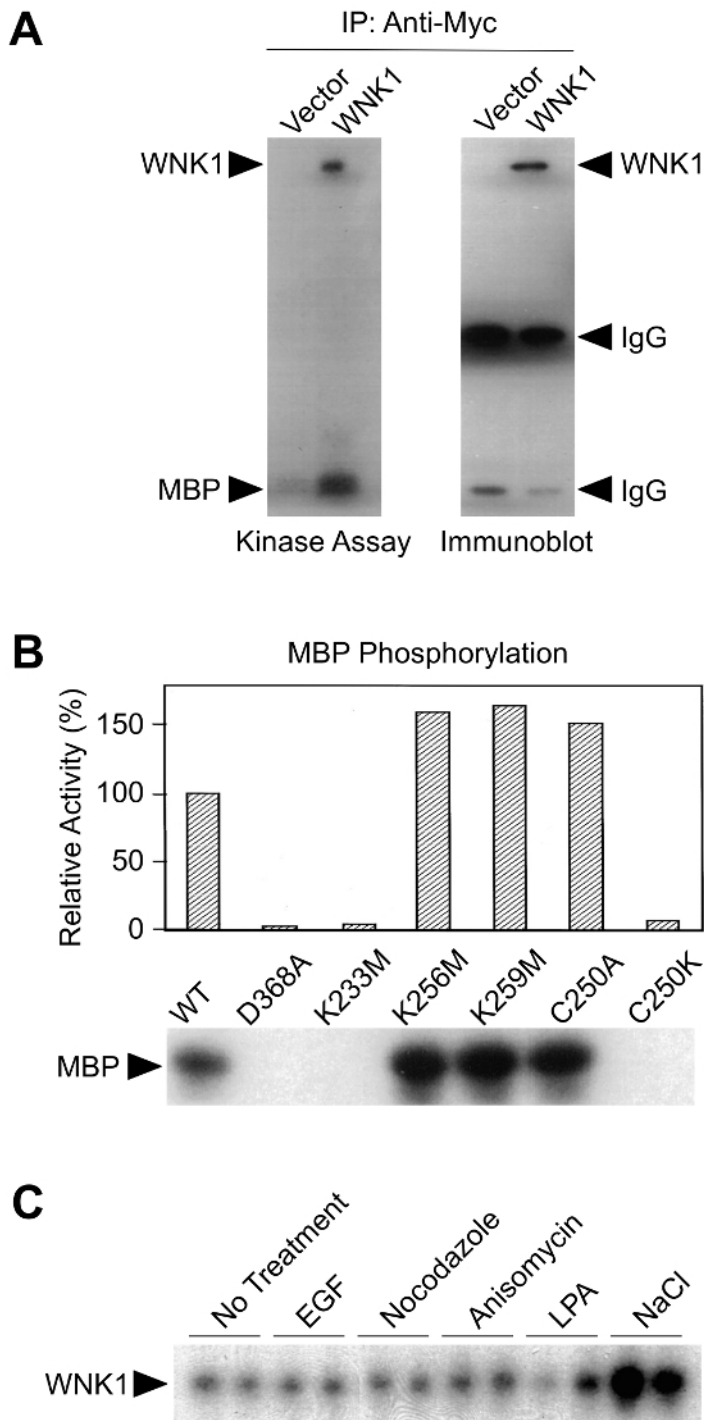 A
IP: Anti-Myc
Vector WNK1 Vector WNK1
WNK1 WNK1
IgG
MBP IgG
Kinase Assay Immunoblot
B
MBP Phosphorylation
Relative Activity (%)
150
100
50
0
WT D368A K233M K256M K259M C250A C250K
MBP
C
No Treatment EGF Nocodazole Anisomycin LPA NaCl
WNK1